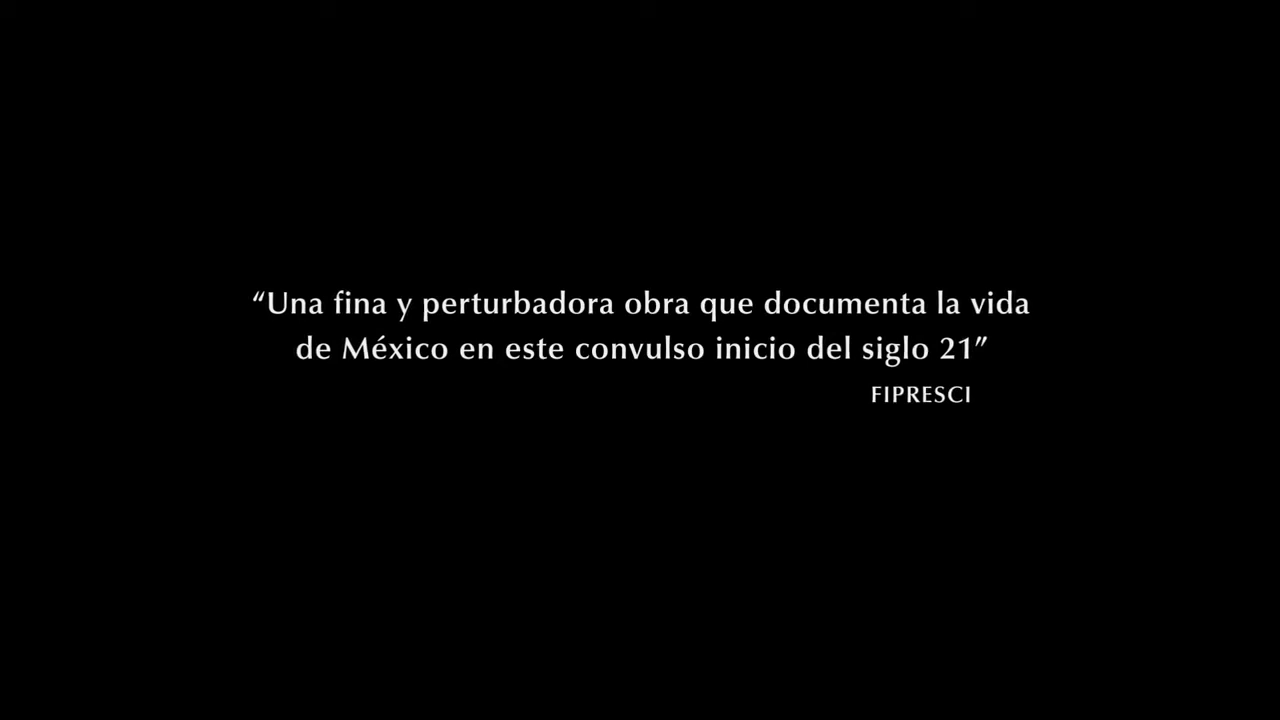 “Una fina y perturbadora obra que documenta la vida
de México en este convulso inicio del siglo 21”
FIPRESCI